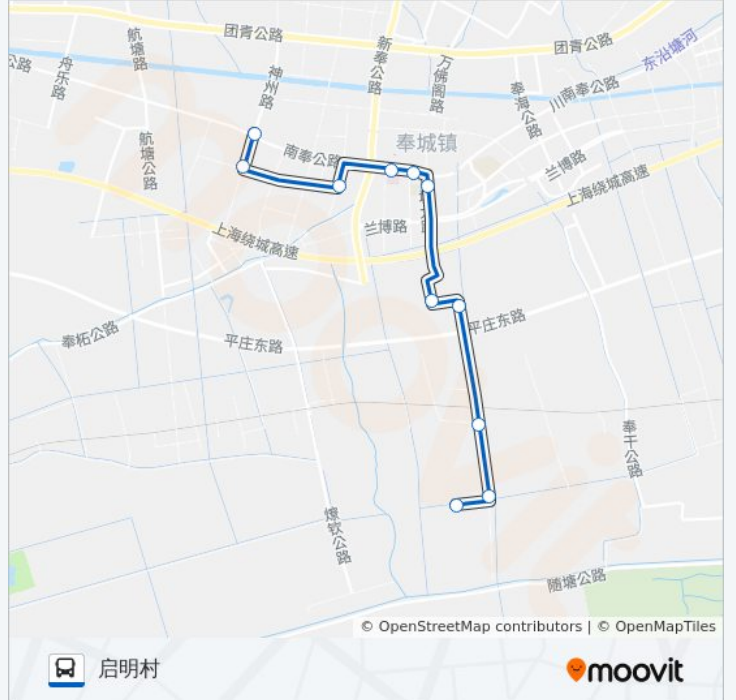 团青公路
航塘路
新奉公路
团青公路
东沿塘河
公路
舟乐路
神州路
万佛阁路
奉海公路
川南奉公路
航塘公路
南奉公路
奉城镇
兰博路
上海绕城高速
兰博路
上海绕城高速
奉柘公路
平庄东路
平庄东路
奉干公路
燎钦公路
随塘公路
© OpenStreetMap contributors | © OpenMapTiles
启明村
moovit